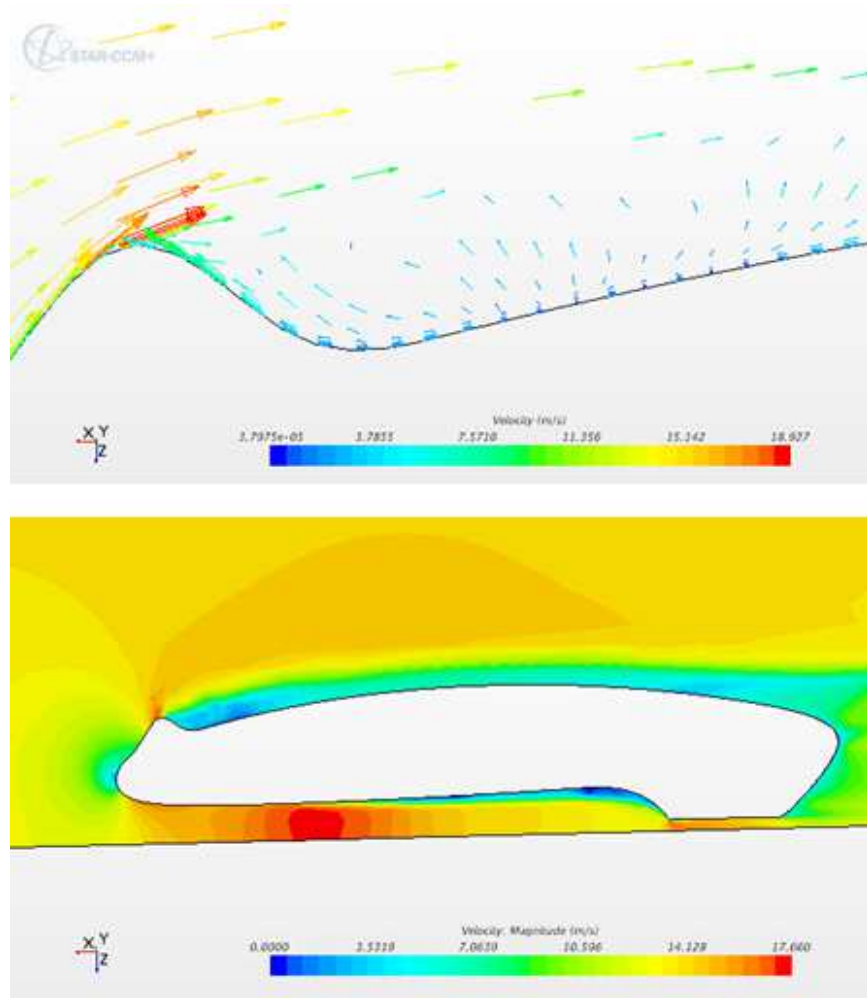 STAR-CCM+
X Y
Z
Velocity (m/s)
3.7975e-05 3.7855 7.5710 11.356 15.142 18.927
X Y
Z
Velocity: Magnitude (m/s)
0.0000 3.5319 7.0639 10.596 14.128 17.660